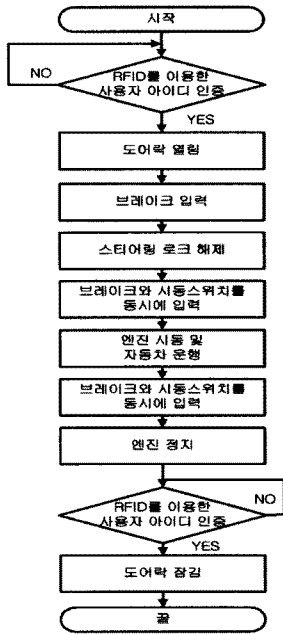 시작
NO
RFID를 이용한
사용자 아이디 인증
YES
도어락 열림
브레이크 입력
스티어링 로크 해제
브레이크와 시동스위치를
동시에 입력
엔진 시동 및
자동차 운행
브레이크와 시동스위치를
동시에 입력
엔진 정지
NO
RFID를 이용한
사용자 아이디 인증
YES
도어락 잠김
끝